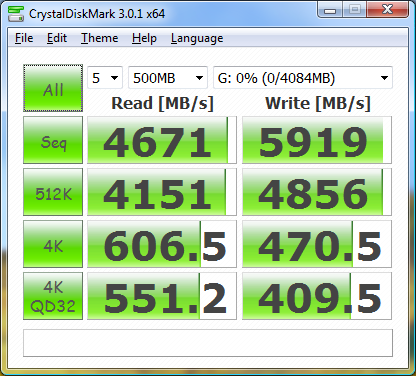 CrystalDiskMark 3.0.1 x64
File Edit Theme Help Language
All 5 500MB G: 0% (0/4084MB)
Read [MB/s] Write [MB/s]
Seq 4671 5919
512K 4151 4856
4K 606.5 470.5
4K QD32 551.2 409.5